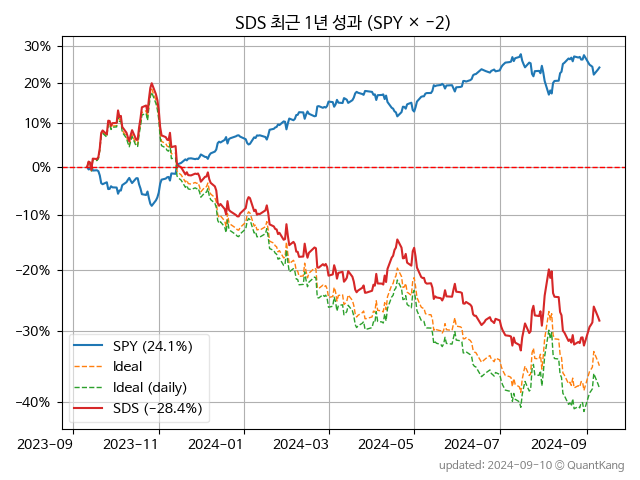 SDS 최근 1년 성과 (SPY × −2)
30%
20%
10%
0%
−10%
−20%
−30%
−40%
SPY (24.1%)
Ideal
Ideal (daily)
SDS (−28.4%)
2023-09 2023-11 2024-01 2024-03 2024-05 2024-07 2024-09
updated: 2024-09-10 © QuantKang